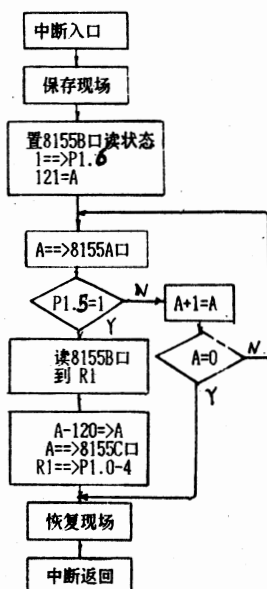 中断入口
保存现场
置8155B口读状态
1==>P1.6
121=A
A==>8155A口
P1.5=1
N
A+1=A
Y
读8155B口
到 R1
A=0
N
Y
A-120=>A
A==>8155C口
R1==>P1.0-4
恢复现场
中断返回